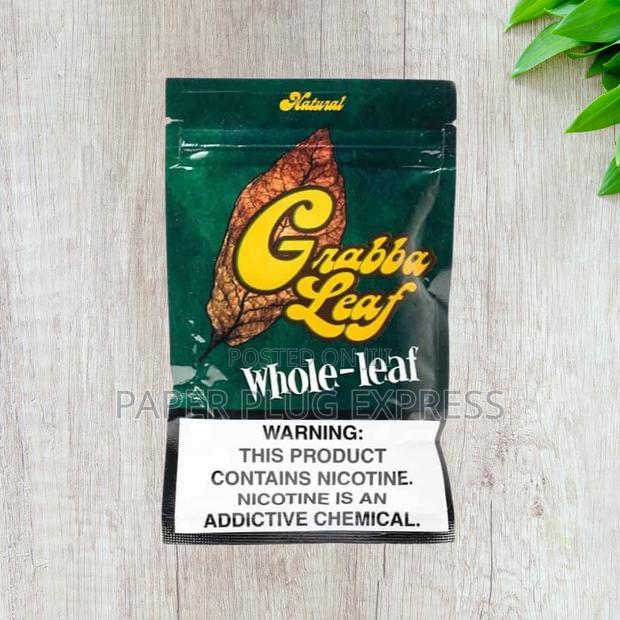 Natural
Grabba
Leaf
POSTED ON
Whole-leaf
PAPER PLUG EXPRESS
WARNING:
THIS PRODUCT
CONTAINS NICOTINE.
NICOTINE IS AN
ADDICTIVE CHEMICAL.